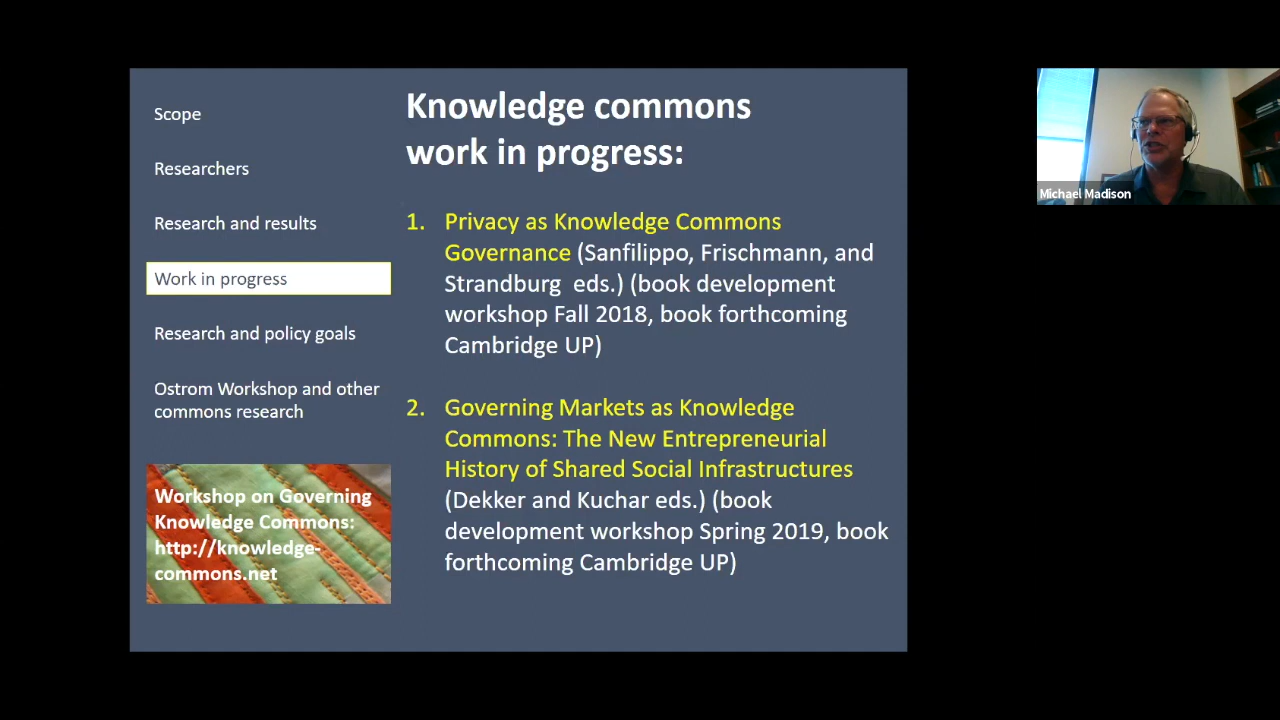 Scope
Researchers
Research and results
Work in progress
Research and policy goals
Ostrom Workshop and other
commons research
Workshop on Governing
Knowledge Commons:
http://knowledge-
commons.net
Knowledge commons
work in progress:
1. Privacy as Knowledge Commons
Governance (Sanfilippo, Frischmann, and
Strandburg eds.) (book development
workshop Fall 2018, book forthcoming
Cambridge UP)
2. Governing Markets as Knowledge
Commons: The New Entrepreneurial
History of Shared Social Infrastructures
(Dekker and Kuchar eds.) (book
development workshop Spring 2019, book
forthcoming Cambridge UP)
Michael Madison